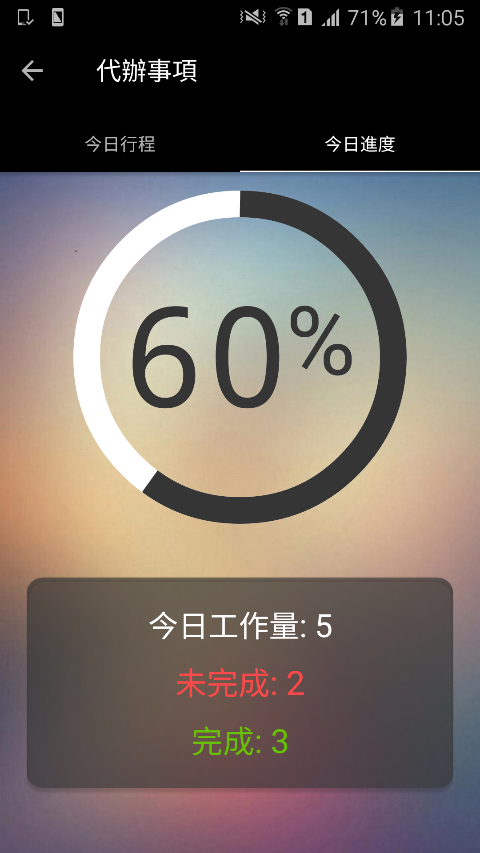 1 71% 11:05
代辦事項
今日行程 今日進度
60%
今日工作量: 5
未完成: 2
完成: 3